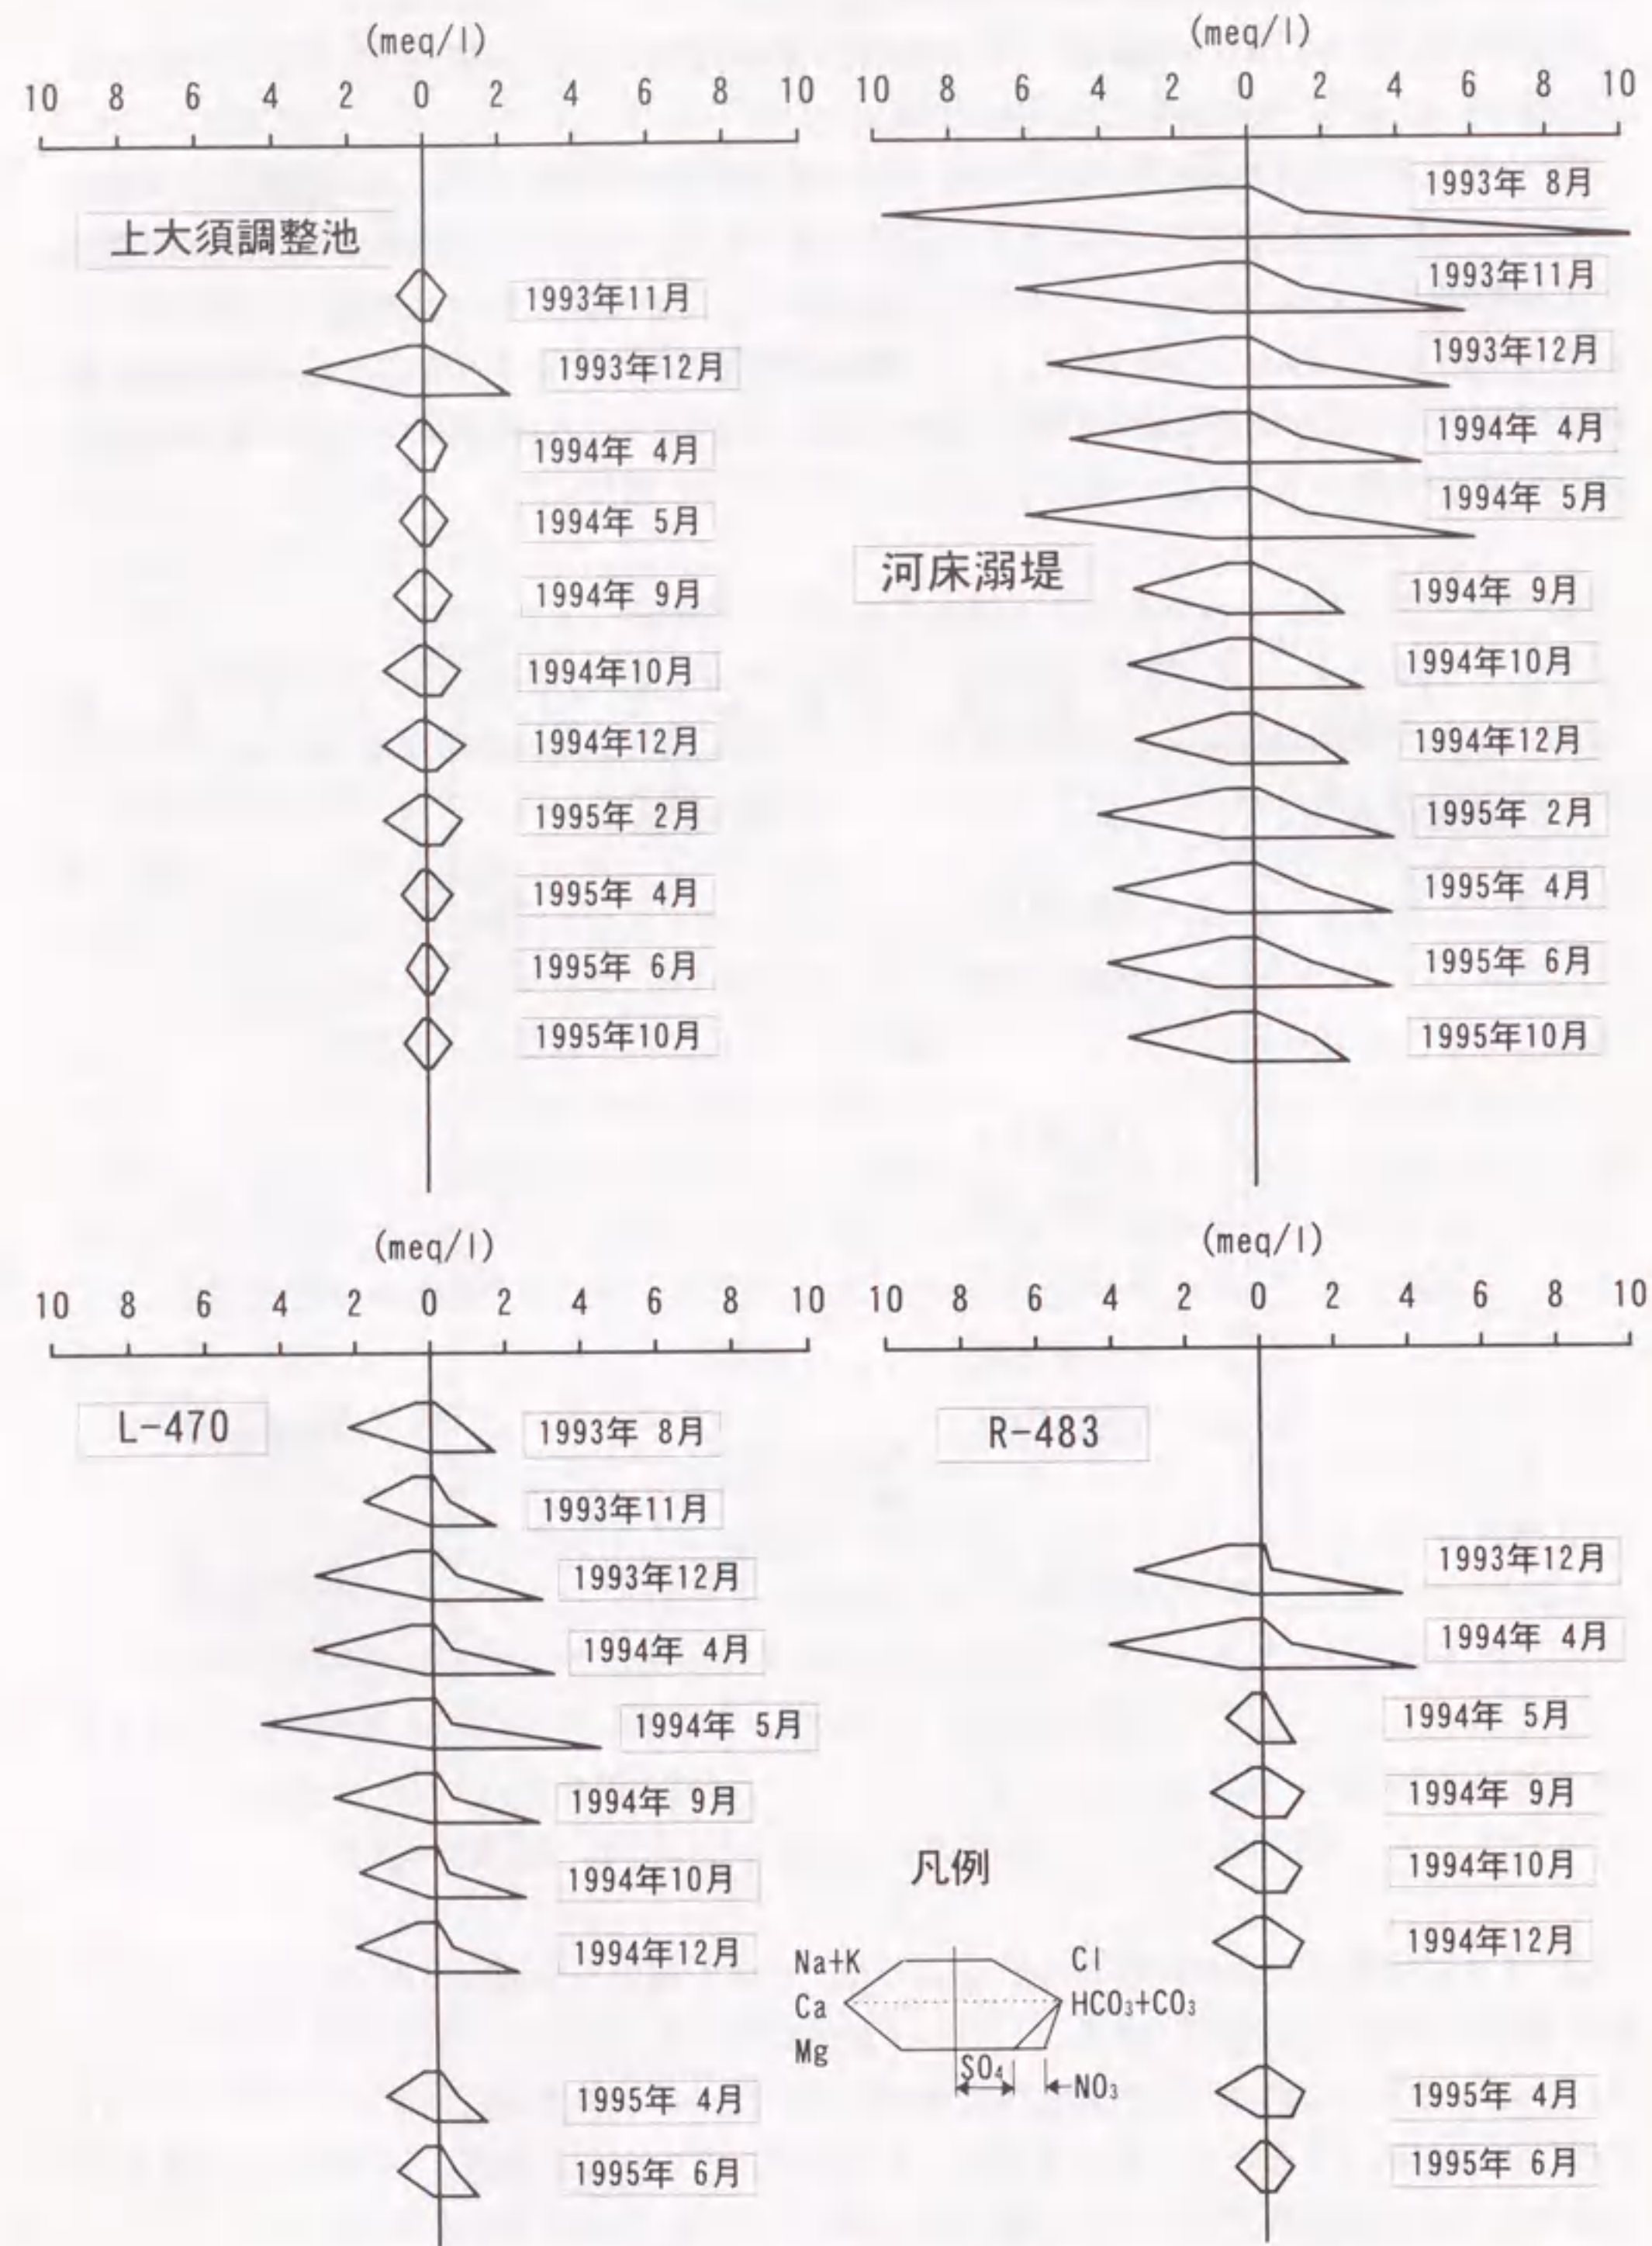 (meq/l)
10 8 6 4 2 0 2 4 6 8 10
上大須調整池
1993年11月
1993年12月
1994年 4月
1994年 5月
1994年 9月
1994年10月
1994年12月
1995年 2月
1995年 4月
1995年 6月
1995年10月
(meq/l)
10 8 6 4 2 0 2 4 6 8 10
1993年 8月
1993年11月
1993年12月
1994年 4月
1994年 5月
河床溺堤
1994年 9月
1994年10月
1994年12月
1995年 2月
1995年 4月
1995年 6月
1995年10月
(meq/l)
10 8 6 4 2 0 2 4 6 8 10
L-470
1993年 8月
1993年11月
1993年12月
1994年 4月
1994年 5月
1994年 9月
1994年10月
1994年12月
1995年 4月
1995年 6月
(meq/l)
10 8 6 4 2 0 2 4 6 8 10
R-483
1993年12月
1994年 4月
1994年 5月
1994年 9月
1994年10月
1994年12月
1995年 4月
1995年 6月
凡例
Na+K Cl
Ca HCO₃+CO₃
Mg
SO₄
NO₃